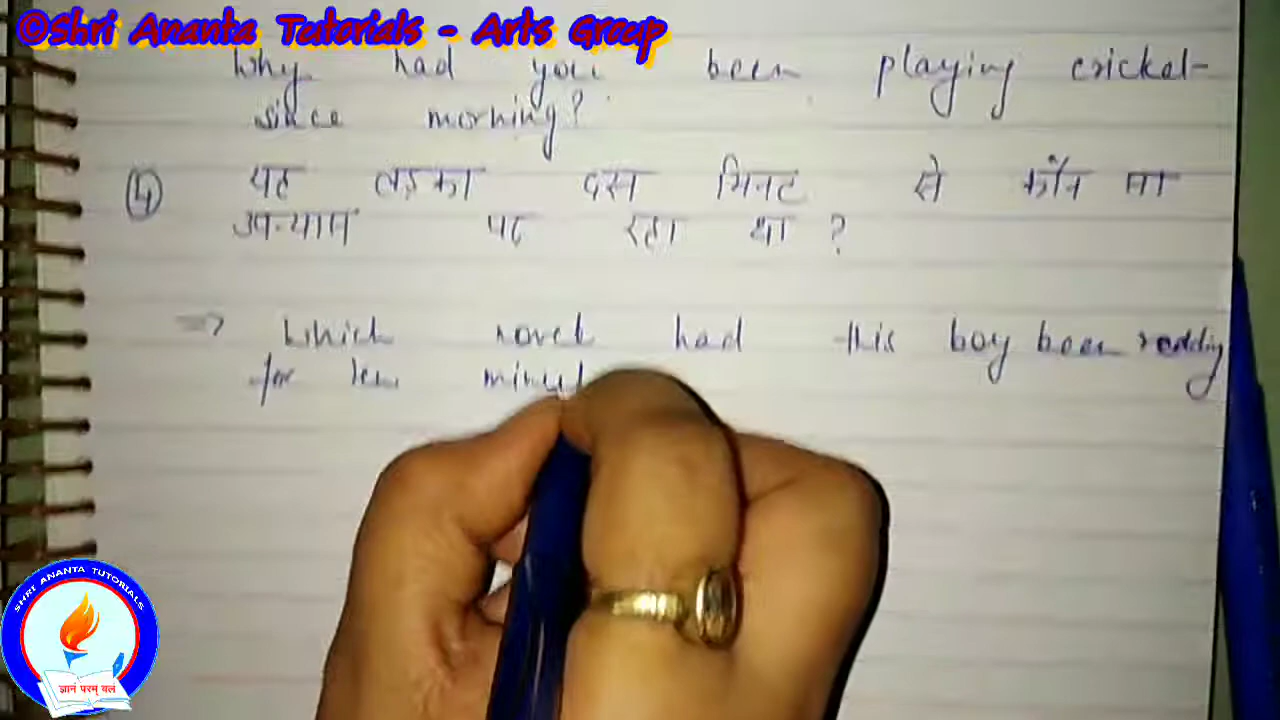 ©Shri Ananta Tutorials - Arts Group
Why had you been playing cricket
since morning?
④ यह लड़का दस मिनट से कौन सा
उपन्यास पढ़ रहा था ?
⇒ Which novel had this boy been reading
for ten minut
SHRI ANANTA TUTORIALS
ज्ञानं परमं बलं